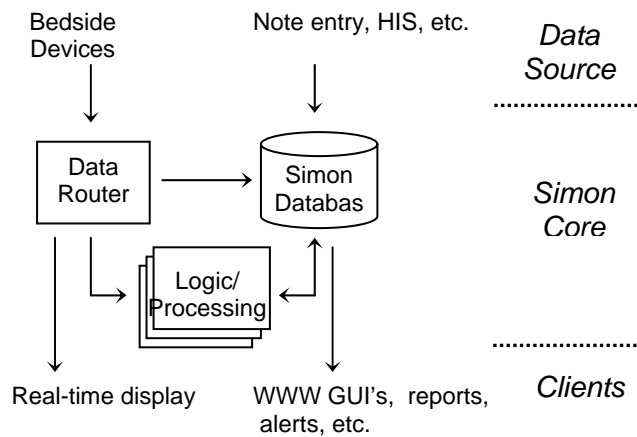 Bedside
Devices
Note entry, HIS, etc.
Data
Source
Data
Router
Simon
Databas
Simon
Core
Logic/
Processing
Real-time display
WWW GUI's, reports,
alerts, etc.
Clients